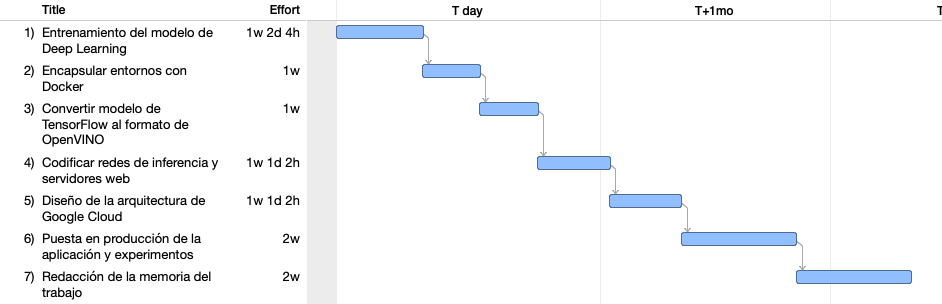 Title Effort T day T+1mo T
1) Entrenamiento del modelo de 1w 2d 4h
Deep Learning
2) Encapsular entornos con 1w
Docker
3) Convertir modelo de 1w
TensorFlow al formato de
OpenVINO
4) Codificar redes de inferencia y 1w 1d 2h
servidores web
5) Diseño de la arquitectura de 1w 1d 2h
Google Cloud
6) Puesta en producción de la 2w
aplicación y experimentos
7) Redacción de la memoria del 2w
trabajo